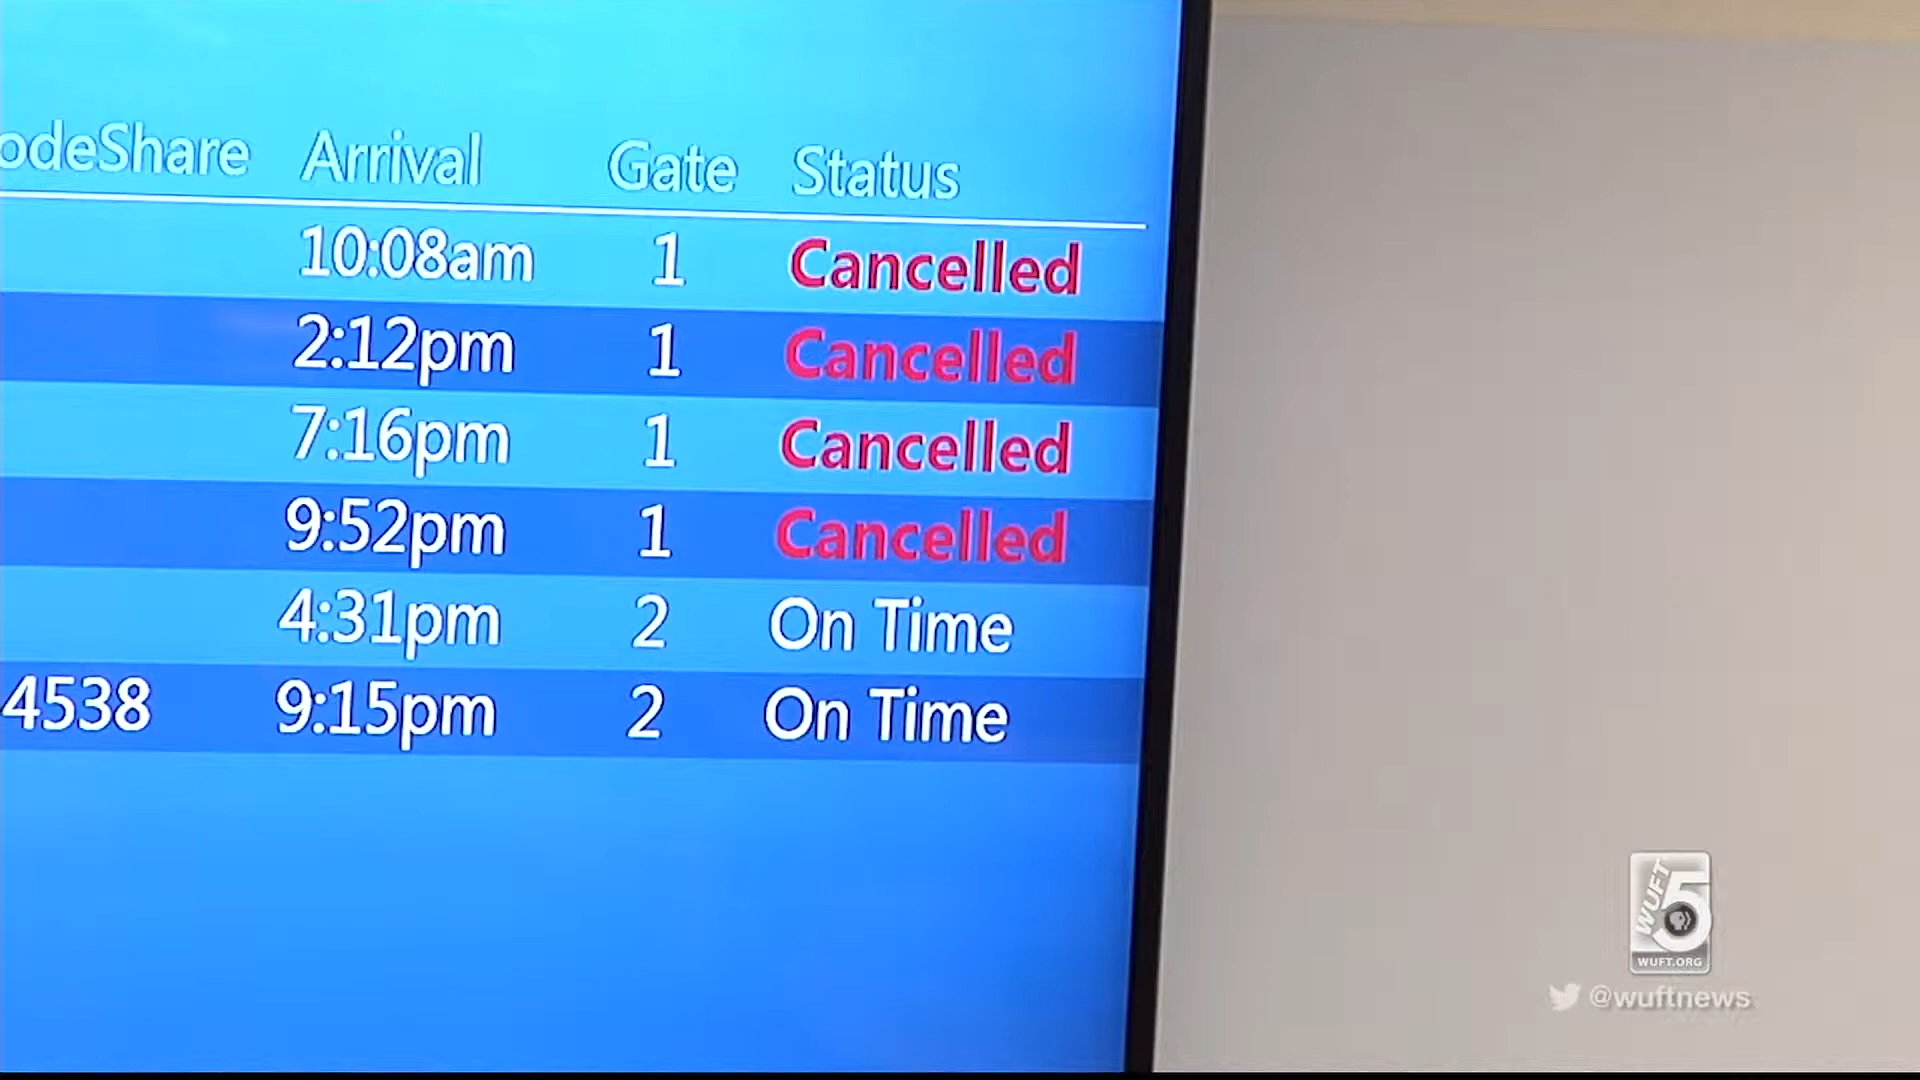 odeShare Arrival Gate Status
10:08am 1 Cancelled
2:12pm 1 Cancelled
7:16pm 1 Cancelled
9:52pm 1 Cancelled
4:31pm 2 On Time
4538 9:15pm 2 On Time
WUFT 5
WUFT.ORG
@wuftnews